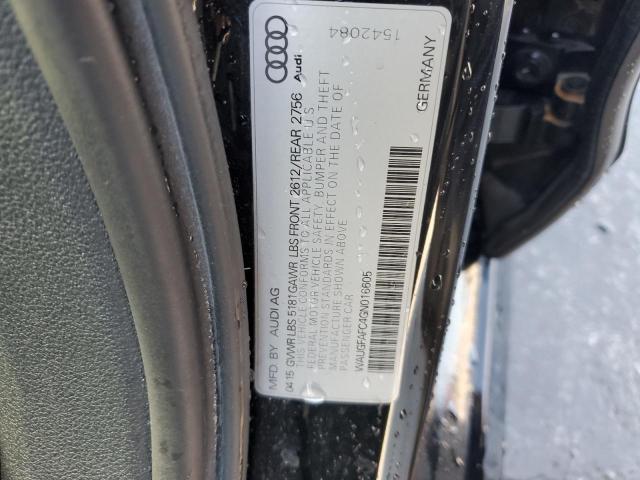 MFD. BY AUDI AG
04 15 GVWR LBS 5181 GAWR LBS FRONT 2612/REAR 2756
THIS VEHICLE CONFORMS TO ALL APPLICABLE U S
FEDERAL MOTOR VEHICLE SAFETY, BUMPER AND THEFT
PREVENTION STANDARDS IN EFFECT ON THE DATE OF
MANUFACTURE SHOWN ABOVE
PASSENGER CAR
WAUGFAFC4GN016605
GERMANY
Audi
1542084